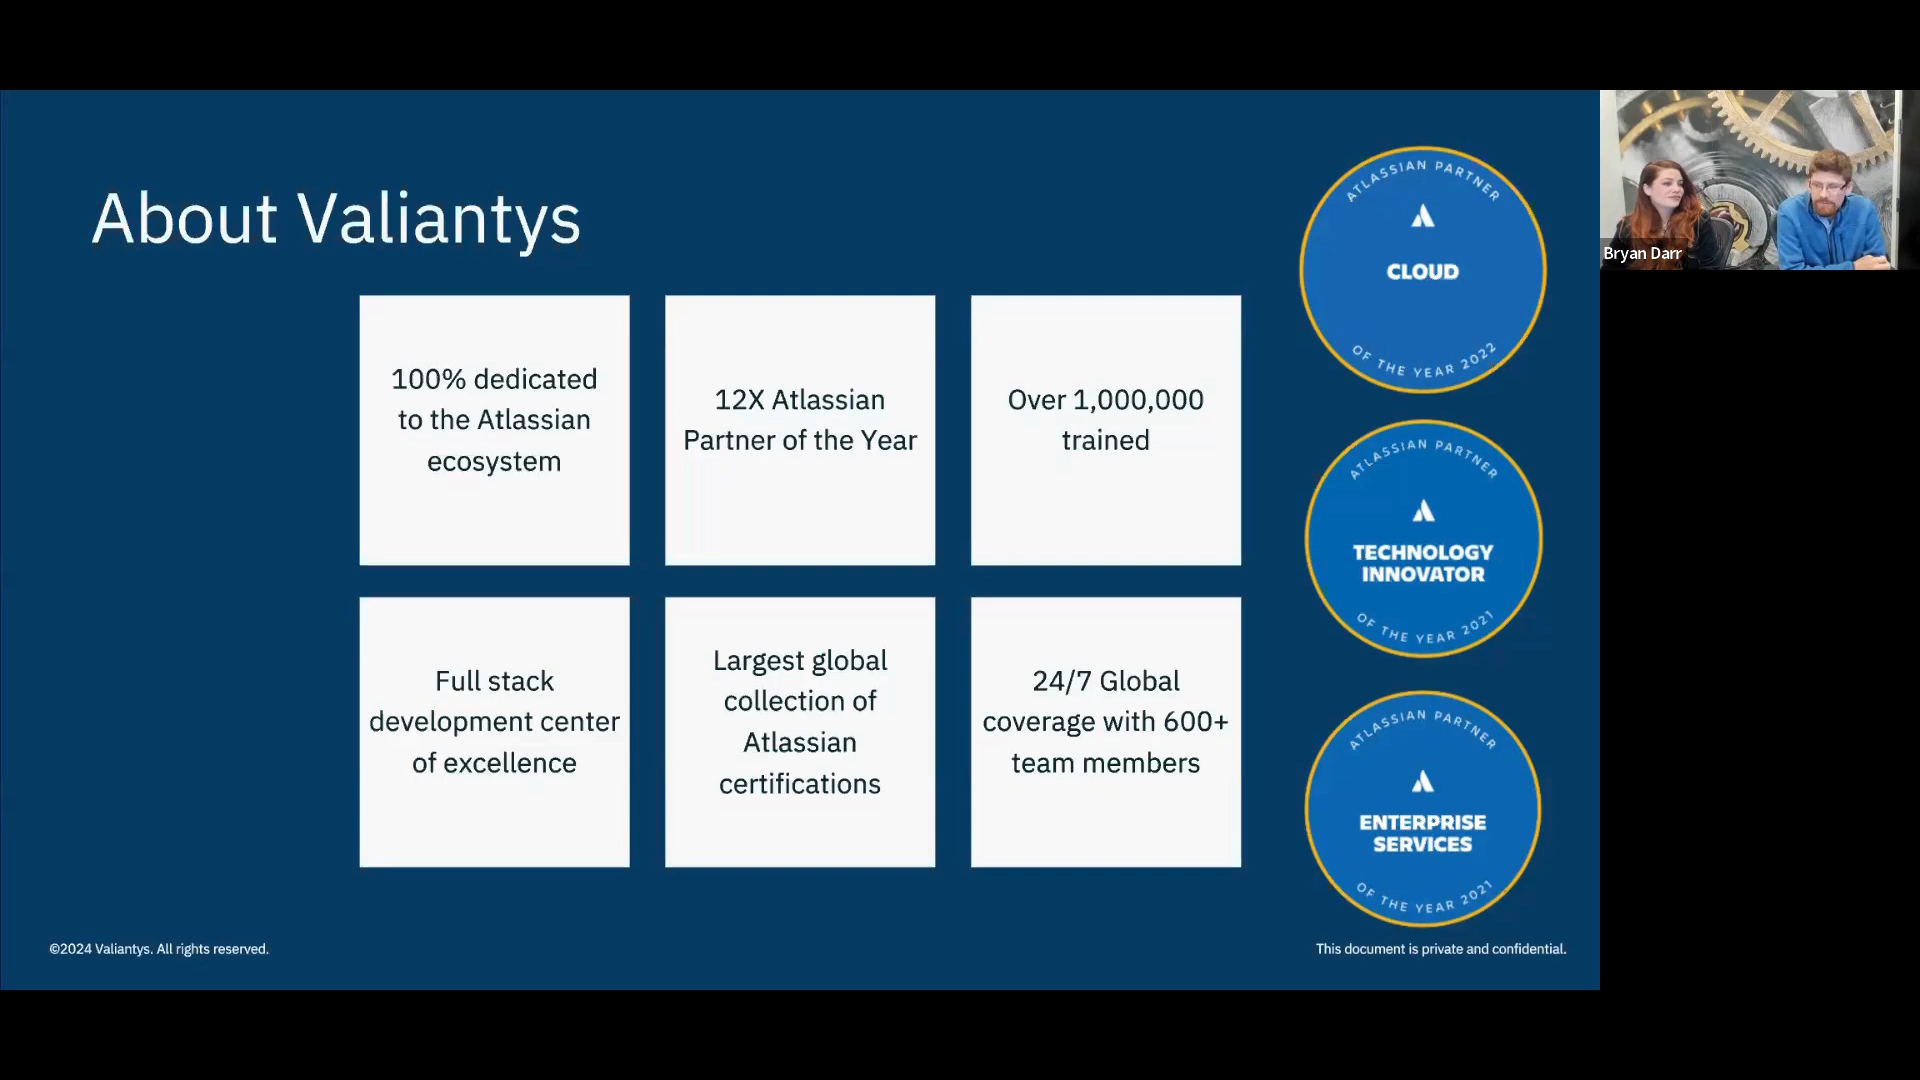 About Valiantys
100% dedicated
to the Atlassian
ecosystem
12X Atlassian
Partner of the Year
Over 1,000,000
trained
Full stack
development center
of excellence
Largest global
collection of
Atlassian
certifications
24/7 Global
coverage with 600+
team members
ATLASSIAN PARTNER
CLOUD
OF THE YEAR 2022
ATLASSIAN PARTNER
TECHNOLOGY
INNOVATOR
OF THE YEAR 2021
ATLASSIAN PARTNER
ENTERPRISE
SERVICES
OF THE YEAR 2021
©2024 Valiantys. All rights reserved.
This document is private and confidential.
Bryan Darr